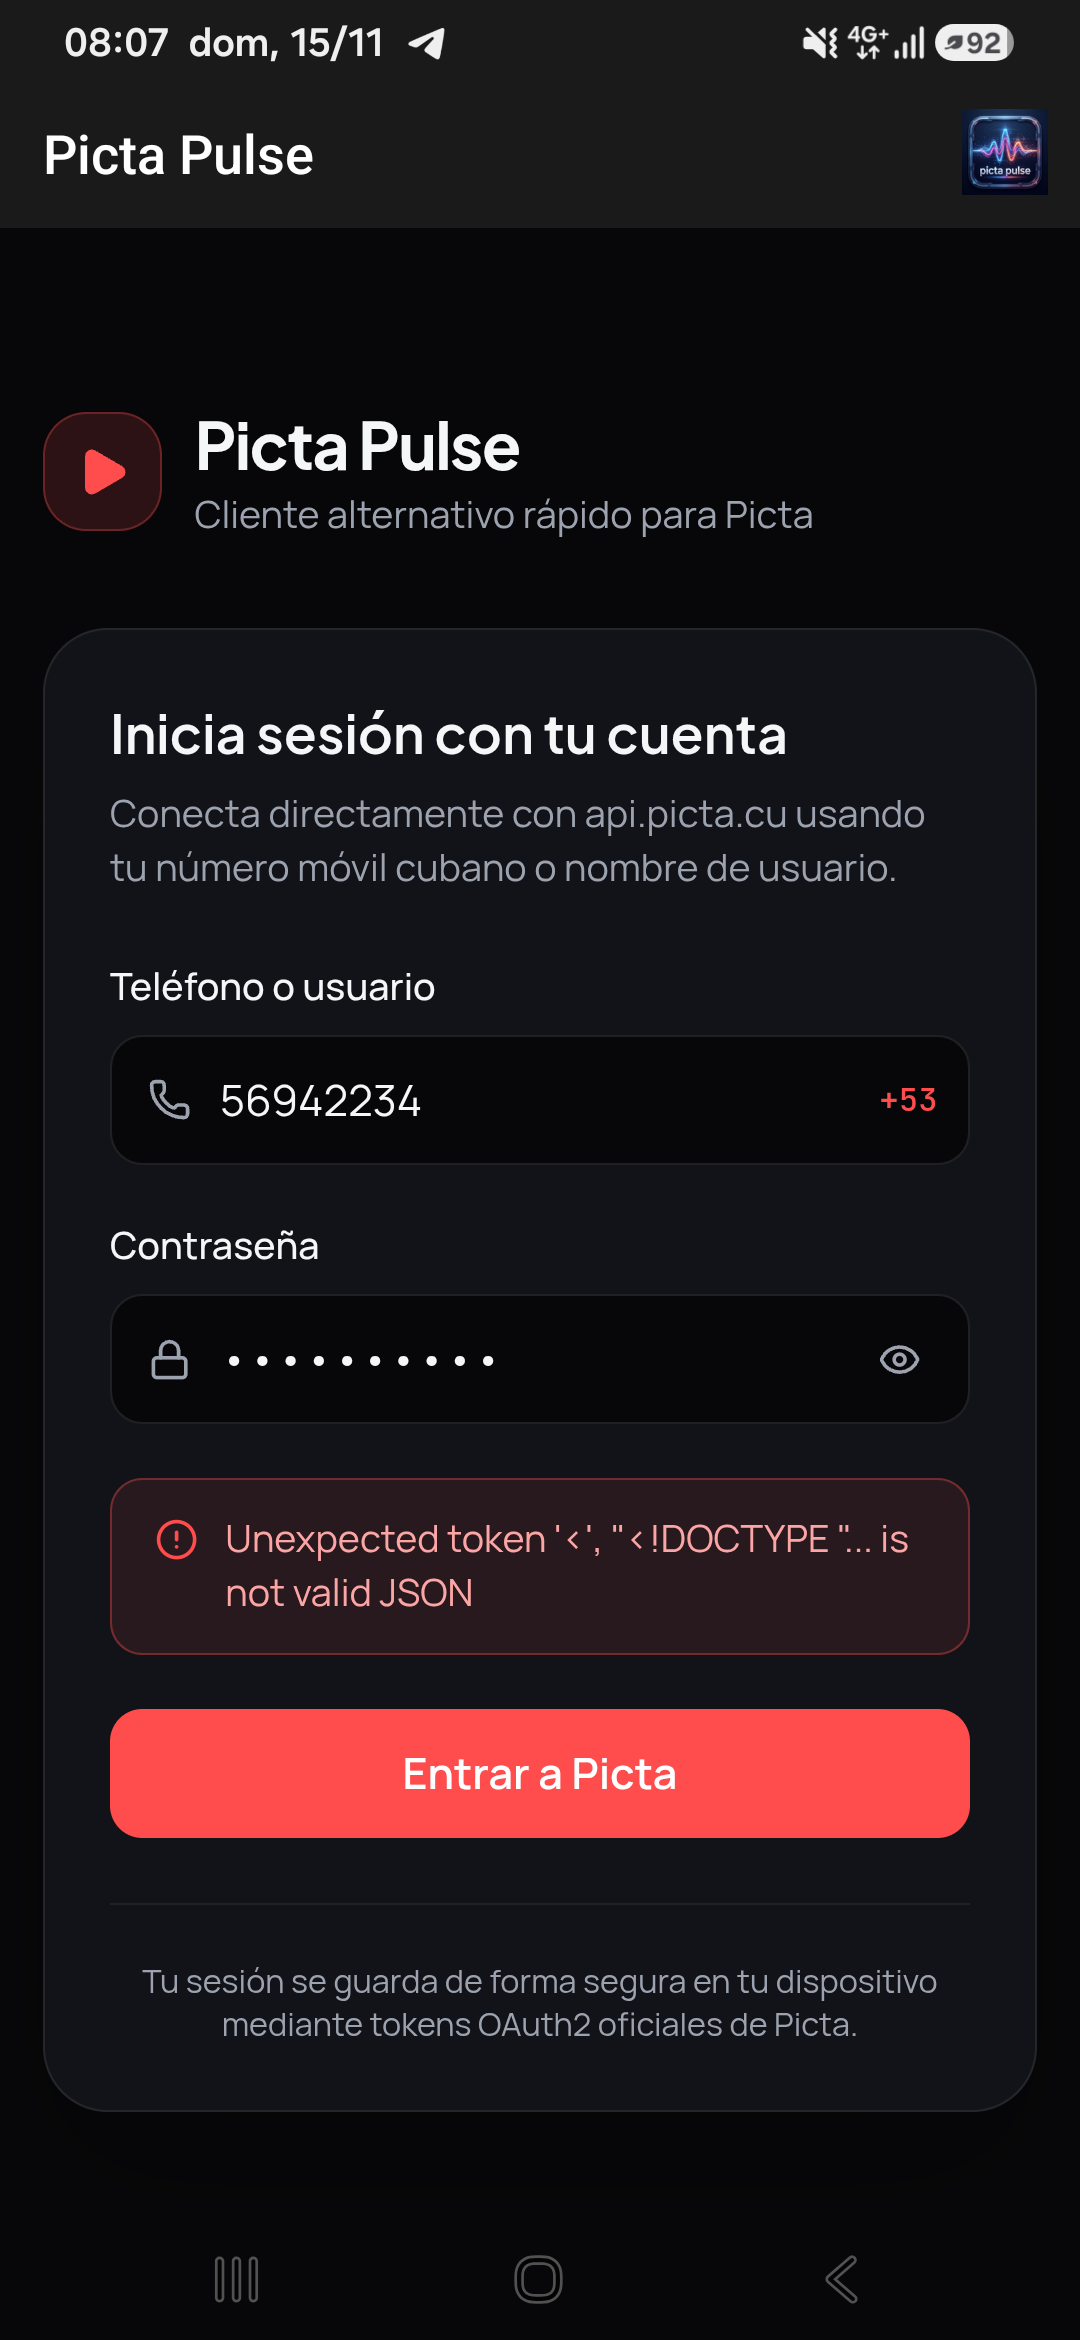 08:07 dom, 15/11 4G+ 92
Picta Pulse
picta pulse
Picta Pulse
Cliente alternativo rápido para Picta
Inicia sesión con tu cuenta
Conecta directamente con api.picta.cu usando
tu número móvil cubano o nombre de usuario.
Teléfono o usuario
56942234 +53
Contraseña
Unexpected token '<', "<!DOCTYPE "... is
not valid JSON
Entrar a Picta
Tu sesión se guarda de forma segura en tu dispositivo
mediante tokens OAuth2 oficiales de Picta.